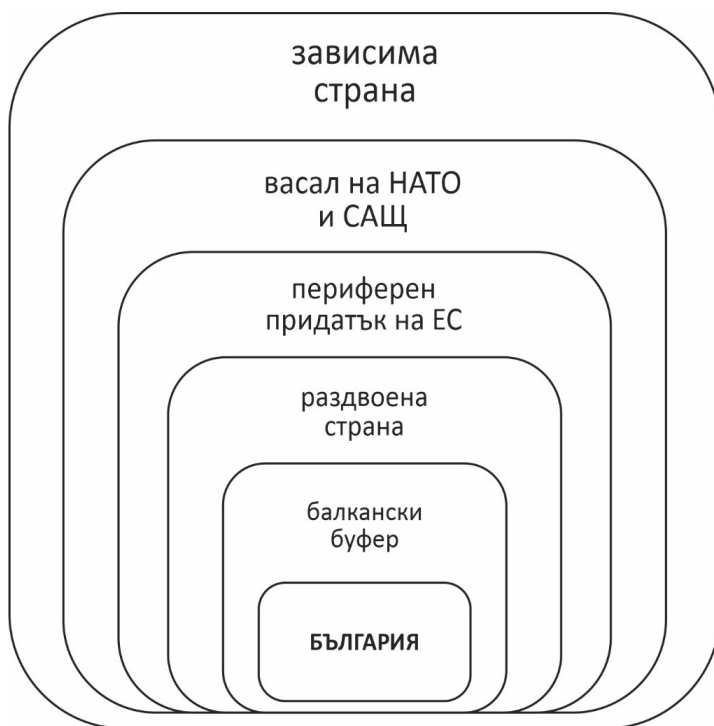 зависима
страна
васал на НАТО
и САЩ
периферен
придатък на ЕС
раздвоена
страна
балкански
буфер
БЪЛГАРИЯ